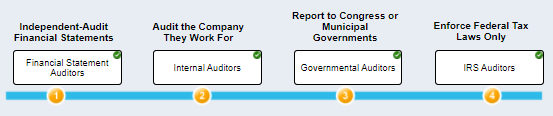 Independent-Audit
Financial Statements
Audit the Company
They Work For
Report to Congress or
Municipal
Governments
Enforce Federal Tax
Laws Only
Financial Statement
Auditors
Internal Auditors
Governmental Auditors
IRS Auditors
1
2
3
4